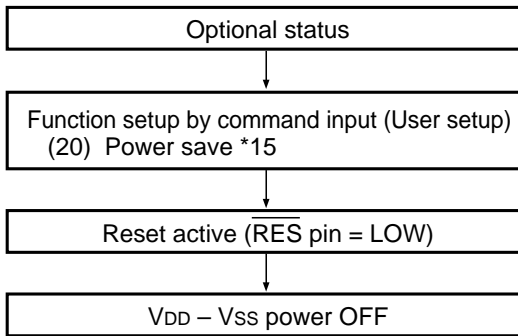 Optional status
Function setup by command input (User setup)
(20) Power save *15
Reset active (R̅E̅S̅ pin = LOW)
VDD – VSS power OFF